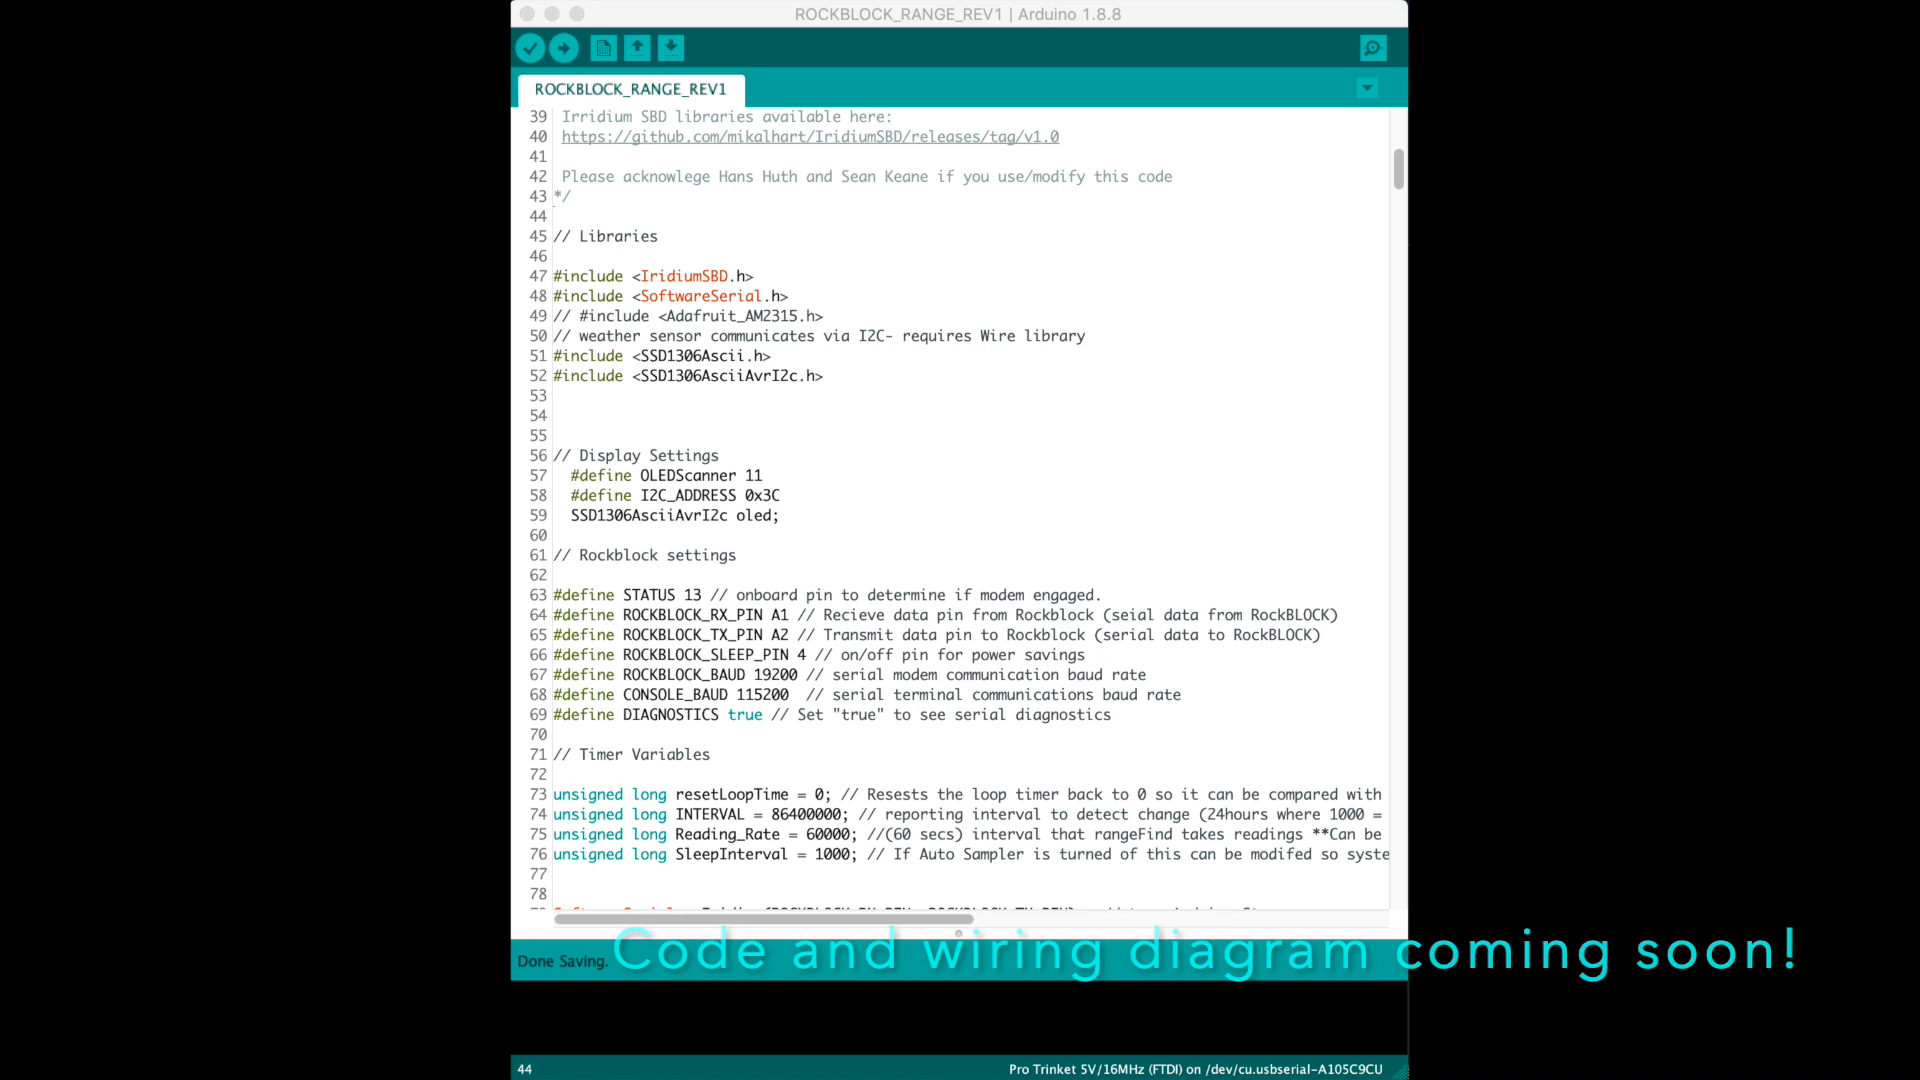 ROCKBLOCK_RANGE_REV1 | Arduino 1.8.8
ROCKBLOCK_RANGE_REV1
39 Irridium SBD libraries available here:
40 https://github.com/mikalhart/IridiumSBD/releases/tag/v1.0
41
42 Please acknowlege Hans Huth and Sean Keane if you use/modify this code
43 */
44
45 // Libraries
46
47 #include <IridiumSBD.h>
48 #include <SoftwareSerial.h>
49 // #include <Adafruit_AM2315.h>
50 // weather sensor communicates via I2C- requires Wire library
51 #include <SSD1306Ascii.h>
52 #include <SSD1306AsciiAvrI2c.h>
53
54
55
56 // Display Settings
57 #define OLEDScanner 11
58 #define I2C_ADDRESS 0x3C
59 SSD1306AsciiAvrI2c oled;
60
61 // Rockblock settings
62
63 #define STATUS 13 // onboard pin to determine if modem engaged.
64 #define ROCKBLOCK_RX_PIN A1 // Recieve data pin from Rockblock (seial data from RockBLOCK)
65 #define ROCKBLOCK_TX_PIN A2 // Transmit data pin to Rockblock (serial data to RockBLOCK)
66 #define ROCKBLOCK_SLEEP_PIN 4 // on/off pin for power savings
67 #define ROCKBLOCK_BAUD 19200 // serial modem communication baud rate
68 #define CONSOLE_BAUD 115200 // serial terminal communications baud rate
69 #define DIAGNOSTICS true // Set "true" to see serial diagnostics
70
71 // Timer Variables
72
73 unsigned long resetLoopTime = 0; // Resests the loop timer back to 0 so it can be compared with
74 unsigned long INTERVAL = 86400000; // reporting interval to detect change (24hours where 1000 =
75 unsigned long Reading_Rate = 60000; //(60 secs) interval that rangeFind takes readings **Can be
76 unsigned long SleepInterval = 1000; // If Auto Sampler is turned of this can be modifed so syste
77
78
Done Saving.
Code and wiring diagram coming soon!
44
Pro Trinket 5V/16MHz (FTDI) on /dev/cu.usbserial-A105C9CU